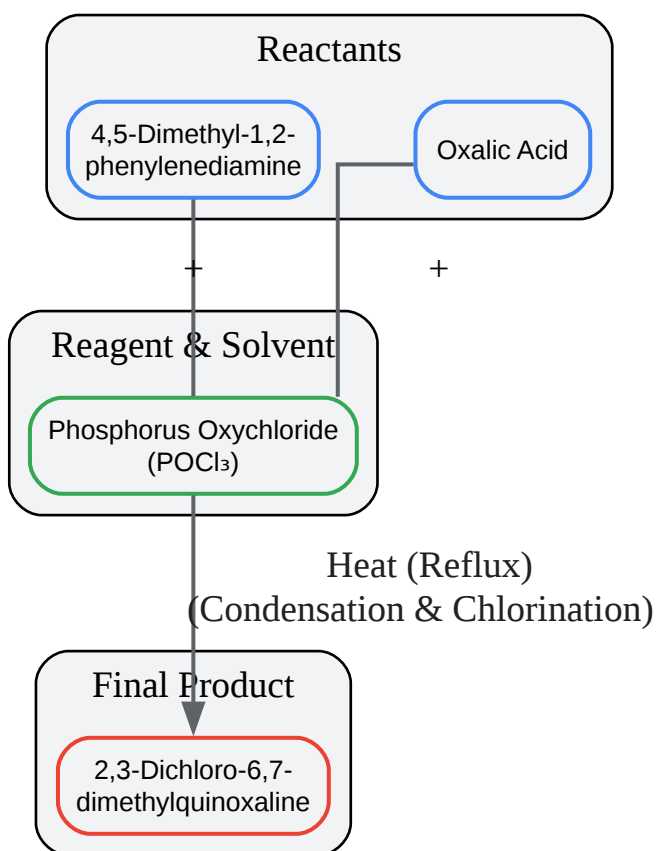 Reactants
4,5-Dimethyl-1,2-
phenylenediamine
Oxalic Acid
+
+
Reagent & Solvent
Phosphorus Oxychloride
(POCl₃)
Heat (Reflux)
(Condensation & Chlorination)
Final Product
2,3-Dichloro-6,7-
dimethylquinoxaline